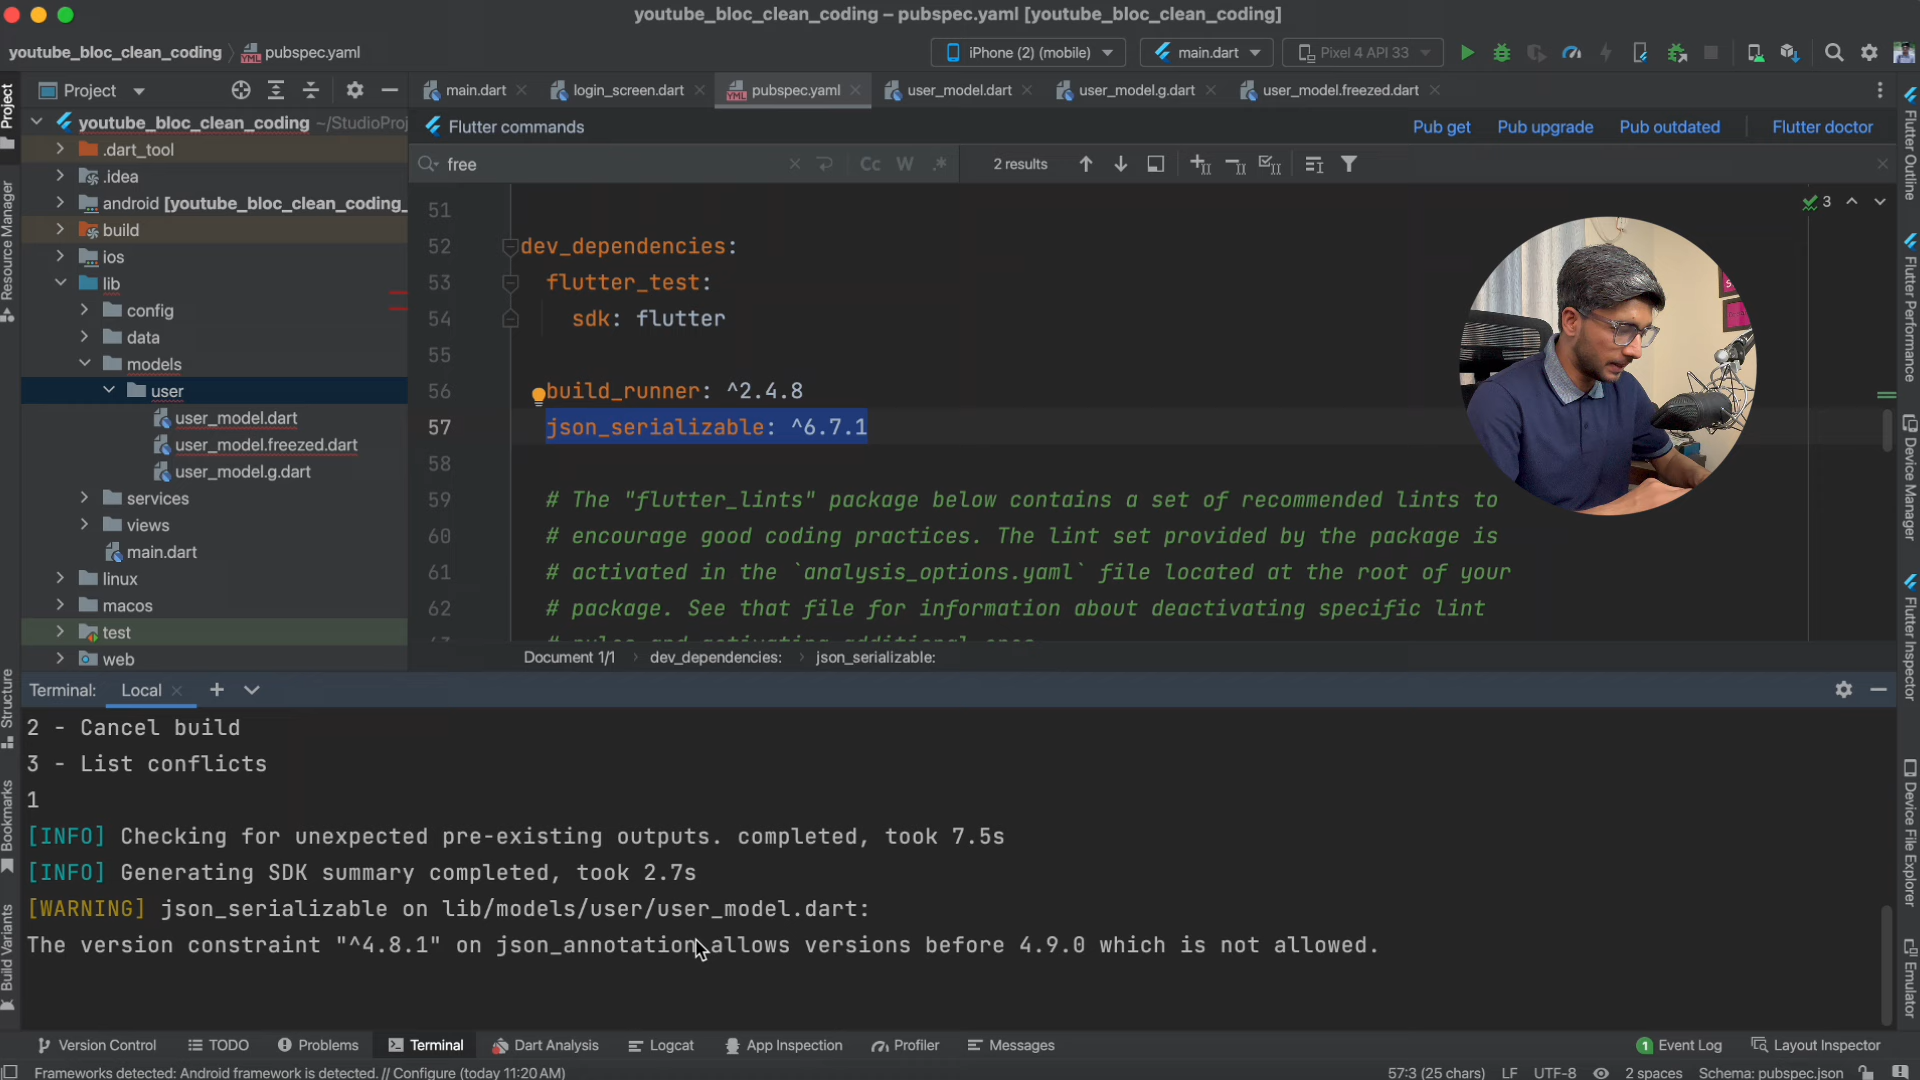 youtube_bloc_clean_coding – pubspec.yaml [youtube_bloc_clean_coding]
youtube_bloc_clean_coding
pubspec.yaml
iPhone (2) (mobile)
main.dart
Pixel 4 API 33
Project
main.dart
login_screen.dart
pubspec.yaml
user_model.dart
user_model.g.dart
user_model.freezed.dart
Flutter commands
Pub get
Pub upgrade
Pub outdated
Flutter doctor
free
Cc
W
.*
2 results
youtube_bloc_clean_coding ~/StudioProj
.dart_tool
.idea
android [youtube_bloc_clean_coding_
build
ios
lib
config
data
models
user
user_model.dart
user_model.freezed.dart
user_model.g.dart
services
views
main.dart
linux
macos
test
web
3
51
52 dev_dependencies:
53 flutter_test:
54 sdk: flutter
55
56 build_runner: ^2.4.8
57 json_serializable: ^6.7.1
58
59 # The "flutter_lints" package below contains a set of recommended lints to
60 # encourage good coding practices. The lint set provided by the package is
61 # activated in the `analysis_options.yaml` file located at the root of your
62 # package. See that file for information about deactivating specific lint
Document 1/1
dev_dependencies:
json_serializable:
Terminal:
Local
2 - Cancel build
3 - List conflicts
1
[INFO] Checking for unexpected pre-existing outputs. completed, took 7.5s
[INFO] Generating SDK summary completed, took 2.7s
[WARNING] json_serializable on lib/models/user/user_model.dart:
The version constraint "^4.8.1" on json_annotation allows versions before 4.9.0 which is not allowed.
Version Control
TODO
Problems
Terminal
Dart Analysis
Logcat
App Inspection
Profiler
Messages
1 Event Log
Layout Inspector
Frameworks detected: Android framework is detected. // Configure (today 11:20 AM)
57:3 (25 chars)
LF
UTF-8
2 spaces
Schema: pubspec.json
Project
Resource Manager
Structure
Bookmarks
Build Variants
Flutter Outline
Flutter Performance
Device Manager
Flutter Inspector
Device File Explorer
Emulator